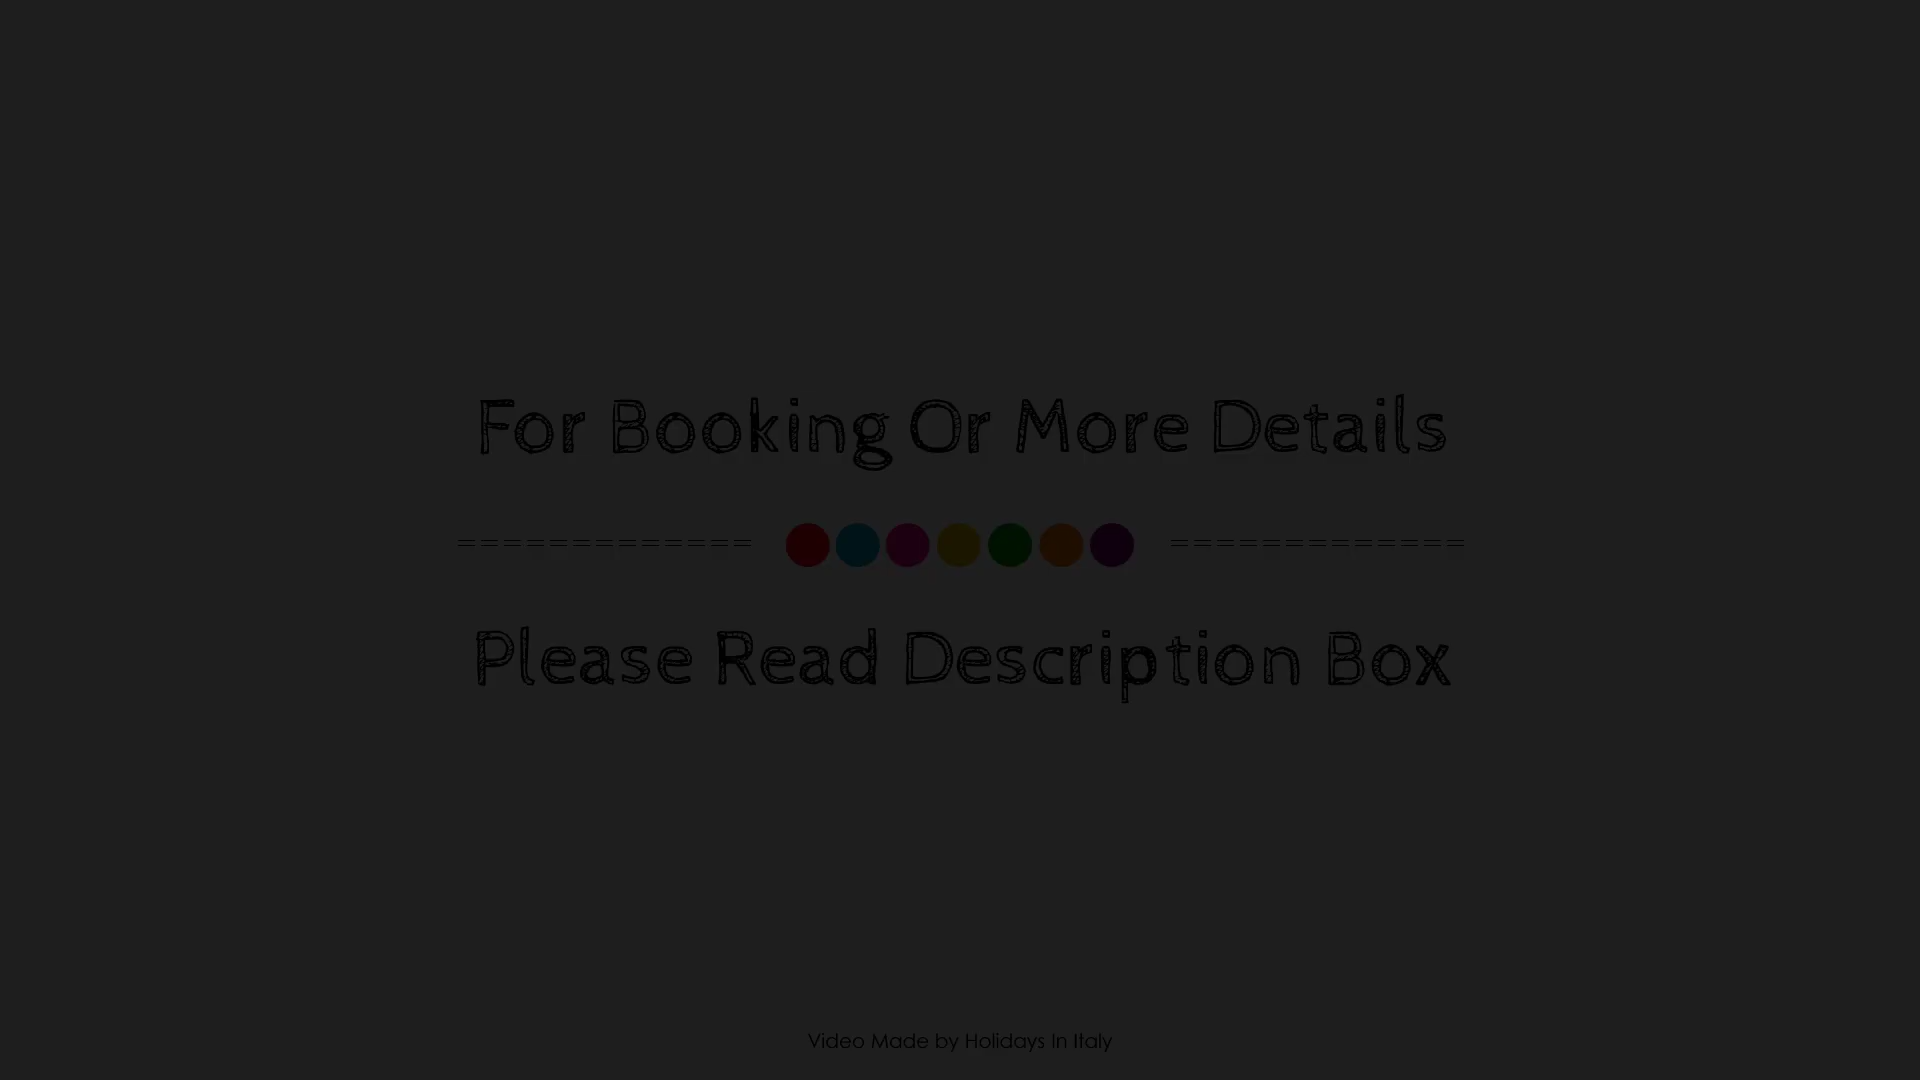 For Booking Or More Details
============= =============
Please Read Description Box
Video Made by Holidays In Italy